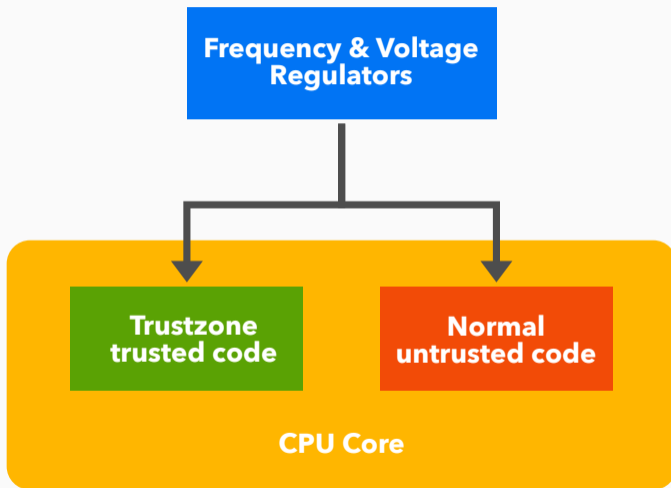 Frequency & Voltage
Regulators
Trustzone
trusted code
Normal
untrusted code
CPU Core